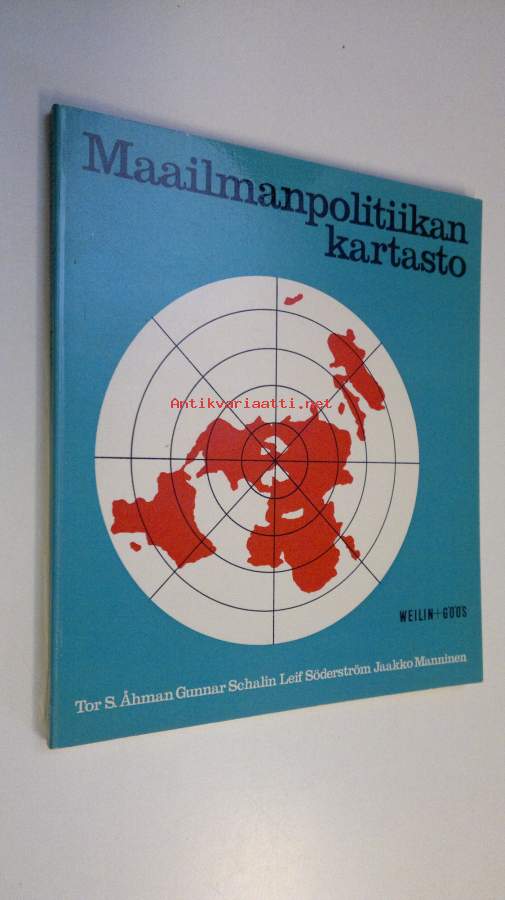 Maailmanpolitiikan
kartasto
Antikvariaatti.net
WEILIN+GÖÖS
Tor S. Åhman Gunnar Schalin Leif Söderström Jaakko Manninen